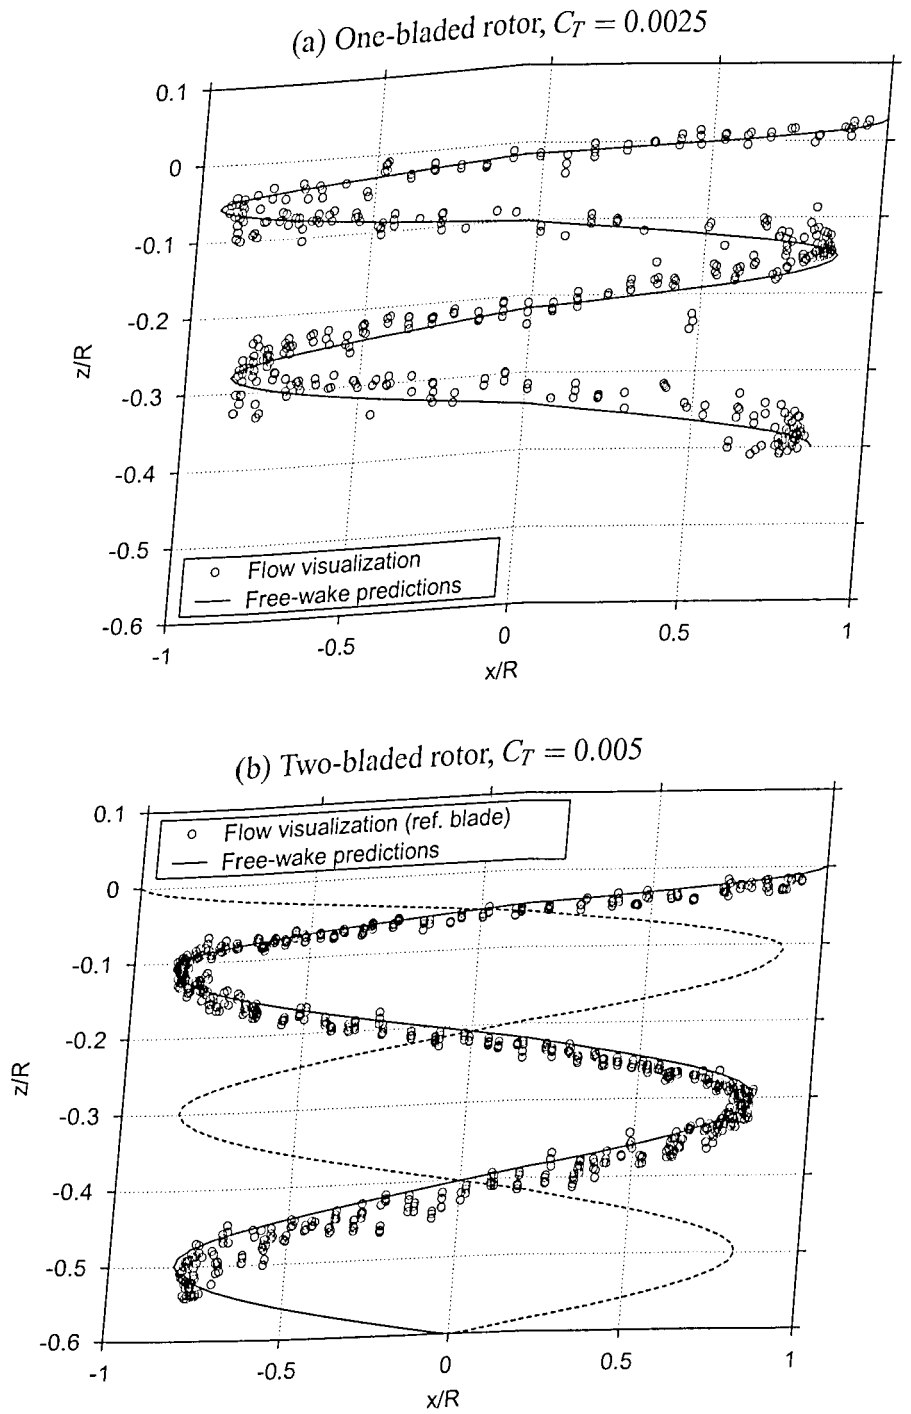 (a) One-bladed rotor, C_T = 0.0025
0.1
0
-0.1
-0.2
z/R
-0.3
-0.4
-0.5
Flow visualization
Free-wake predictions
-0.6
-1
-0.5
0
0.5
1
x/R
(b) Two-bladed rotor, C_T = 0.005
0.1
Flow visualization (ref. blade)
Free-wake predictions
0
-0.1
-0.2
z/R
-0.3
-0.4
-0.5
-0.6
-1
-0.5
0
0.5
1
x/R